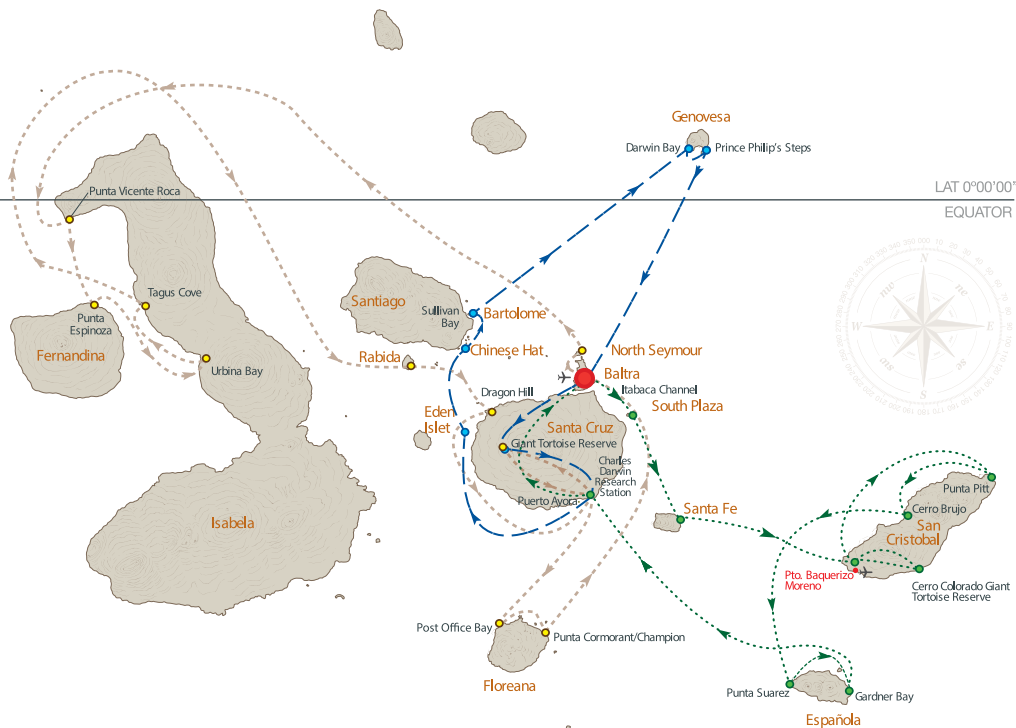 Genovesa
Darwin Bay
Prince Philip's Steps
LAT 0º00'00"
EQUATOR
Punta Vicente Roca
Tagus Cove
Punta
Espinoza
Fernandina
Urbina Bay
Isabela
Santiago
Sullivan
Bay
Bartolome
Chinese Hat
Rabida
North Seymour
Baltra
Itabaca Channel
South Plaza
Dragon Hill
Eden
Islet
Santa Cruz
Giant Tortoise Reserve
Charles
Darwin
Research
Station
Puerto Ayora
Santa Fe
Punta Pitt
Cerro Brujo
San
Cristobal
Pto. Baquerizo
Moreno
Cerro Colorado Giant
Tortoise Reserve
Post Office Bay
Punta Cormorant/Champion
Floreana
Punta Suarez
Gardner Bay
Española
N
ne
E
se
S
W